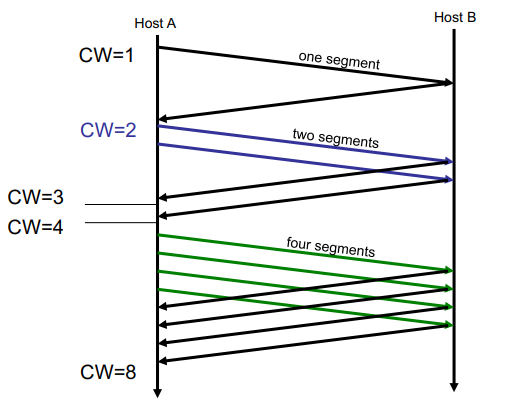 Host A
Host B
CW=1
one segment
CW=2
two segments
CW=3
CW=4
four segments
CW=8